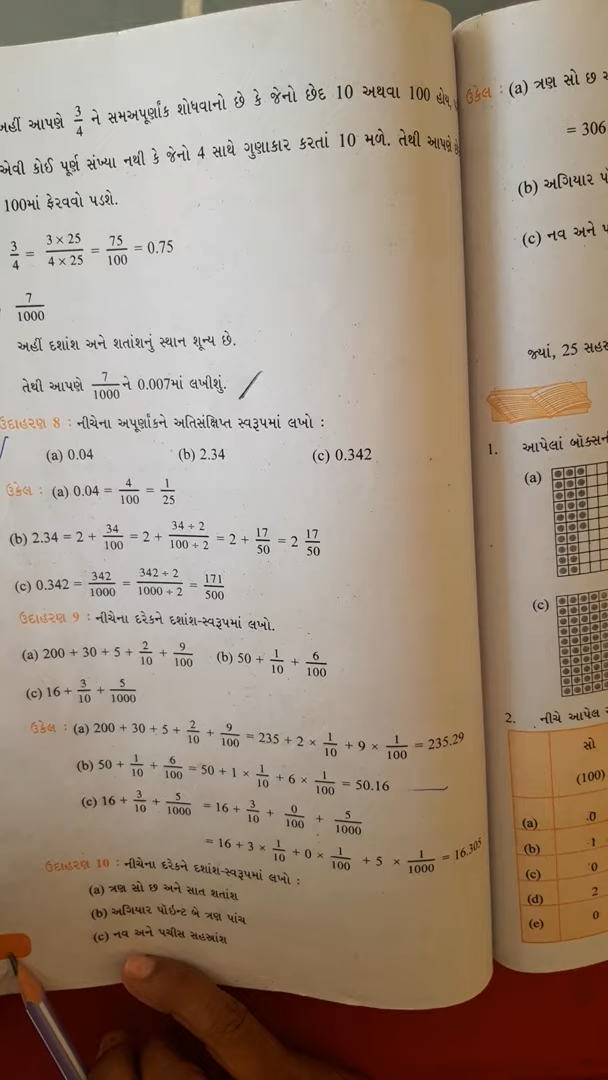 અહીં આપણે 3/4 ને સમઅપૂર્ણાંક શોધવાનો છે કે જેનો છેદ 10 અથવા 100 હોય,
એવી કોઈ પૂર્ણ સંખ્યા નથી કે જેનો 4 સાથે ગુણાકાર કરતાં 10 મળે. તેથી આપણે
100માં ફેરવવો પડશે.
3/4 = (3 × 25)/(4 × 25) = 75/100 = 0.75
7/1000
અહીં દશાંશ અને શતાંશનું સ્થાન શૂન્ય છે.
તેથી આપણે 7/1000 ને 0.007માં લખીશું.
ઉદાહરણ 8 : નીચેના અપૂર્ણાંકને અતિસંક્ષિપ્ત સ્વરૂપમાં લખો :
(a) 0.04 (b) 2.34 (c) 0.342
ઉકેલ : (a) 0.04 = 4/100 = 1/25
(b) 2.34 = 2 + 34/100 = 2 + (34 ÷ 2)/(100 ÷ 2) = 2 + 17/50 = 2 17/50
(c) 0.342 = 342/1000 = (342 ÷ 2)/(1000 ÷ 2) = 171/500
ઉદાહરણ 9 : નીચેના દરેકને દશાંશ-સ્વરૂપમાં લખો.
(a) 200 + 30 + 5 + 2/10 + 9/100 (b) 50 + 1/10 + 6/100
(c) 16 + 3/10 + 5/1000
ઉકેલ : (a) 200 + 30 + 5 + 2/10 + 9/100 = 235 + 2 × 1/10 + 9 × 1/100 = 235.29
(b) 50 + 1/10 + 6/100 = 50 + 1 × 1/10 + 6 × 1/100 = 50.16
(c) 16 + 3/10 + 5/1000 = 16 + 3/10 + 0/100 + 5/1000
= 16 + 3 × 1/10 + 0 × 1/100 + 5 × 1/1000 = 16.305
ઉદાહરણ 10 : નીચેના દરેકને દશાંશ-સ્વરૂપમાં લખો :
(a) ત્રણ સો છ અને સાત શતાંશ
(b) અગિયાર પૉઇન્ટ બે ત્રણ પાંચ
(c) નવ અને પચીસ સહસ્રાંશ
ઉકેલ : (a) ત્રણ સો છ
= 306
(b) અગિયાર
(c) નવ અને
જ્યાં, 25
1. આપેલાં
(a)
(c)
2. નીચે આપેલ
સો
(100)
(a) 0
(b) 1
(c) 0
(d) 2
(e) 0